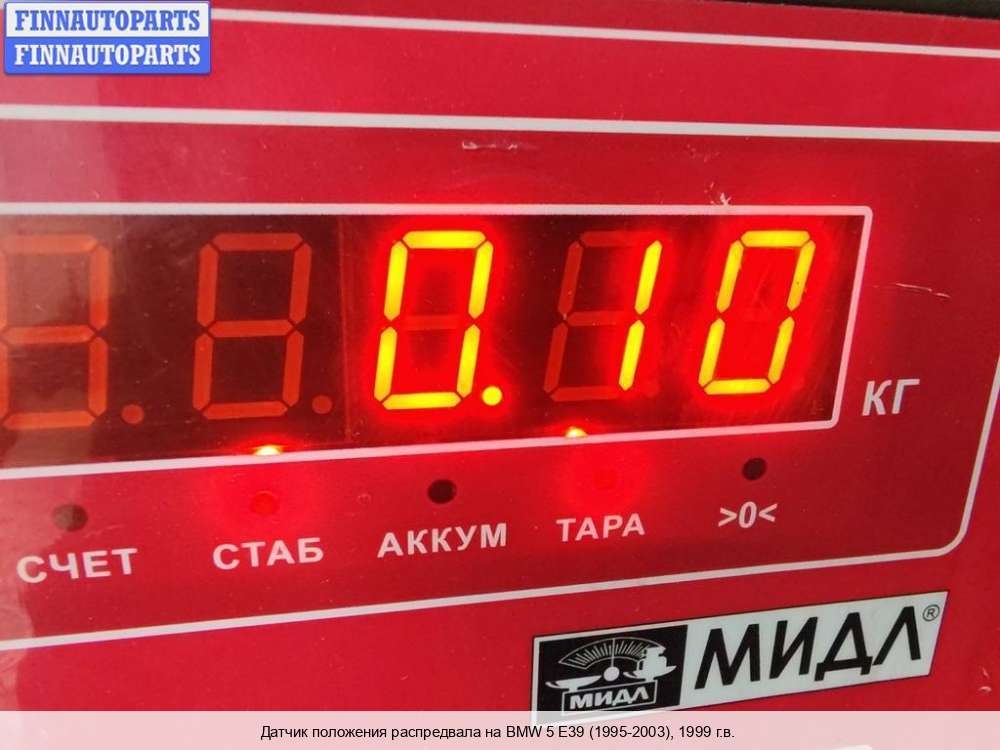 FINNAUTOPARTS
FINNAUTOPARTS
0.10
КГ
СЧЕТ СТАБ АККУМ ТАРА >0<
МИДЛ МИДЛ®
Датчик положения распредвала на BMW 5 E39 (1995-2003), 1999 г.в.